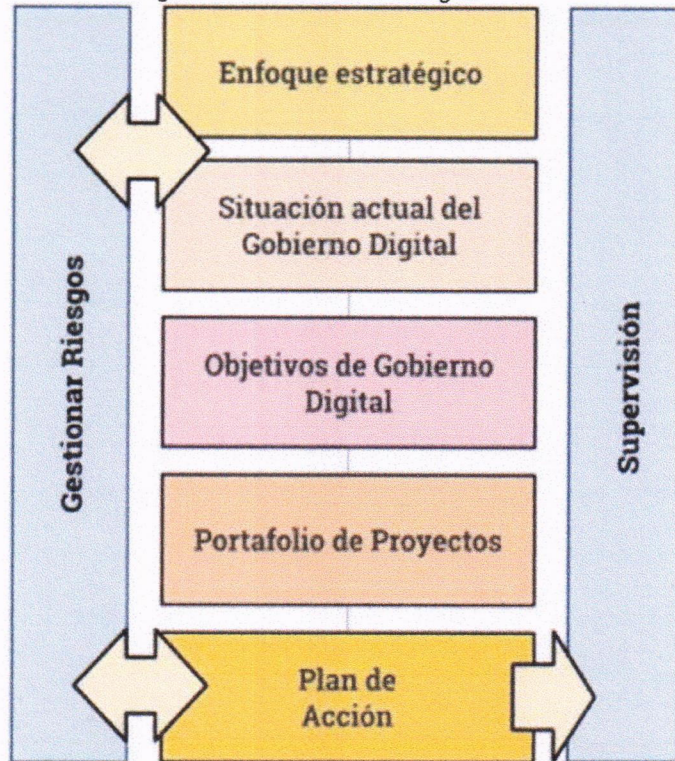 Enfoque estratégico
Situación actual del
Gobierno Digital
Objetivos de Gobierno
Digital
Portafolio de Proyectos
Plan de
Acción
Gestionar Riesgos
Supervisión